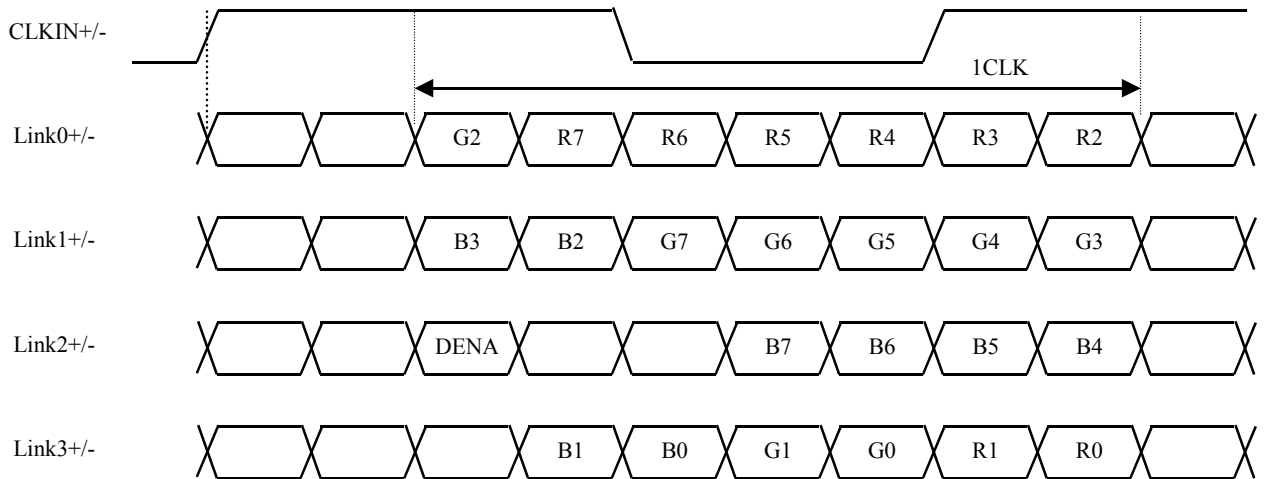 CLKIN+/-
1CLK
Link0+/- G2 R7 R6 R5 R4 R3 R2
Link1+/- B3 B2 G7 G6 G5 G4 G3
Link2+/- DENA B7 B6 B5 B4
Link3+/- B1 B0 G1 G0 R1 R0